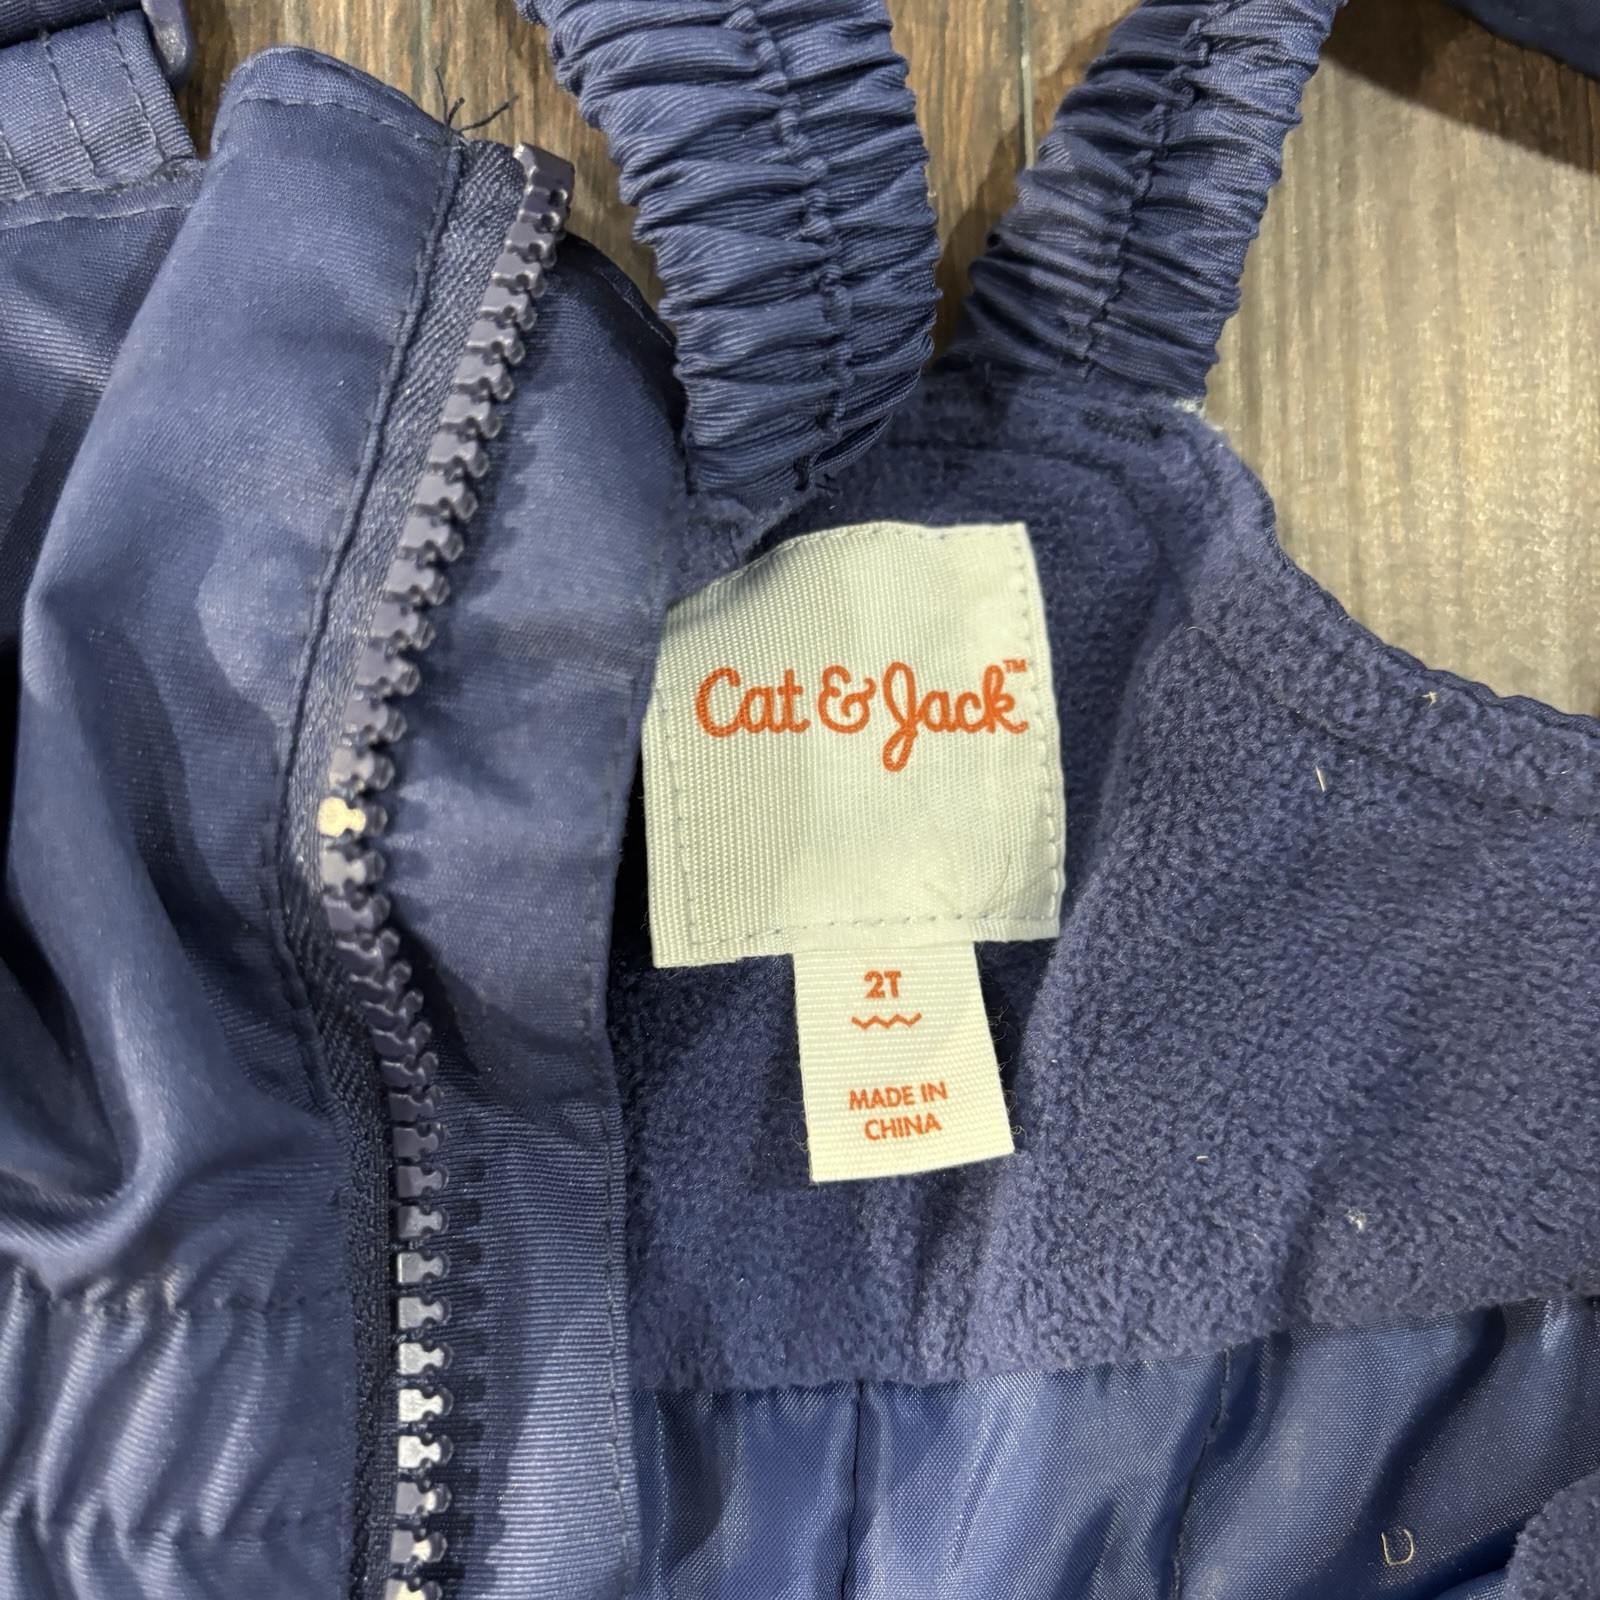 Cat & Jack™
2T
MADE IN
CHINA